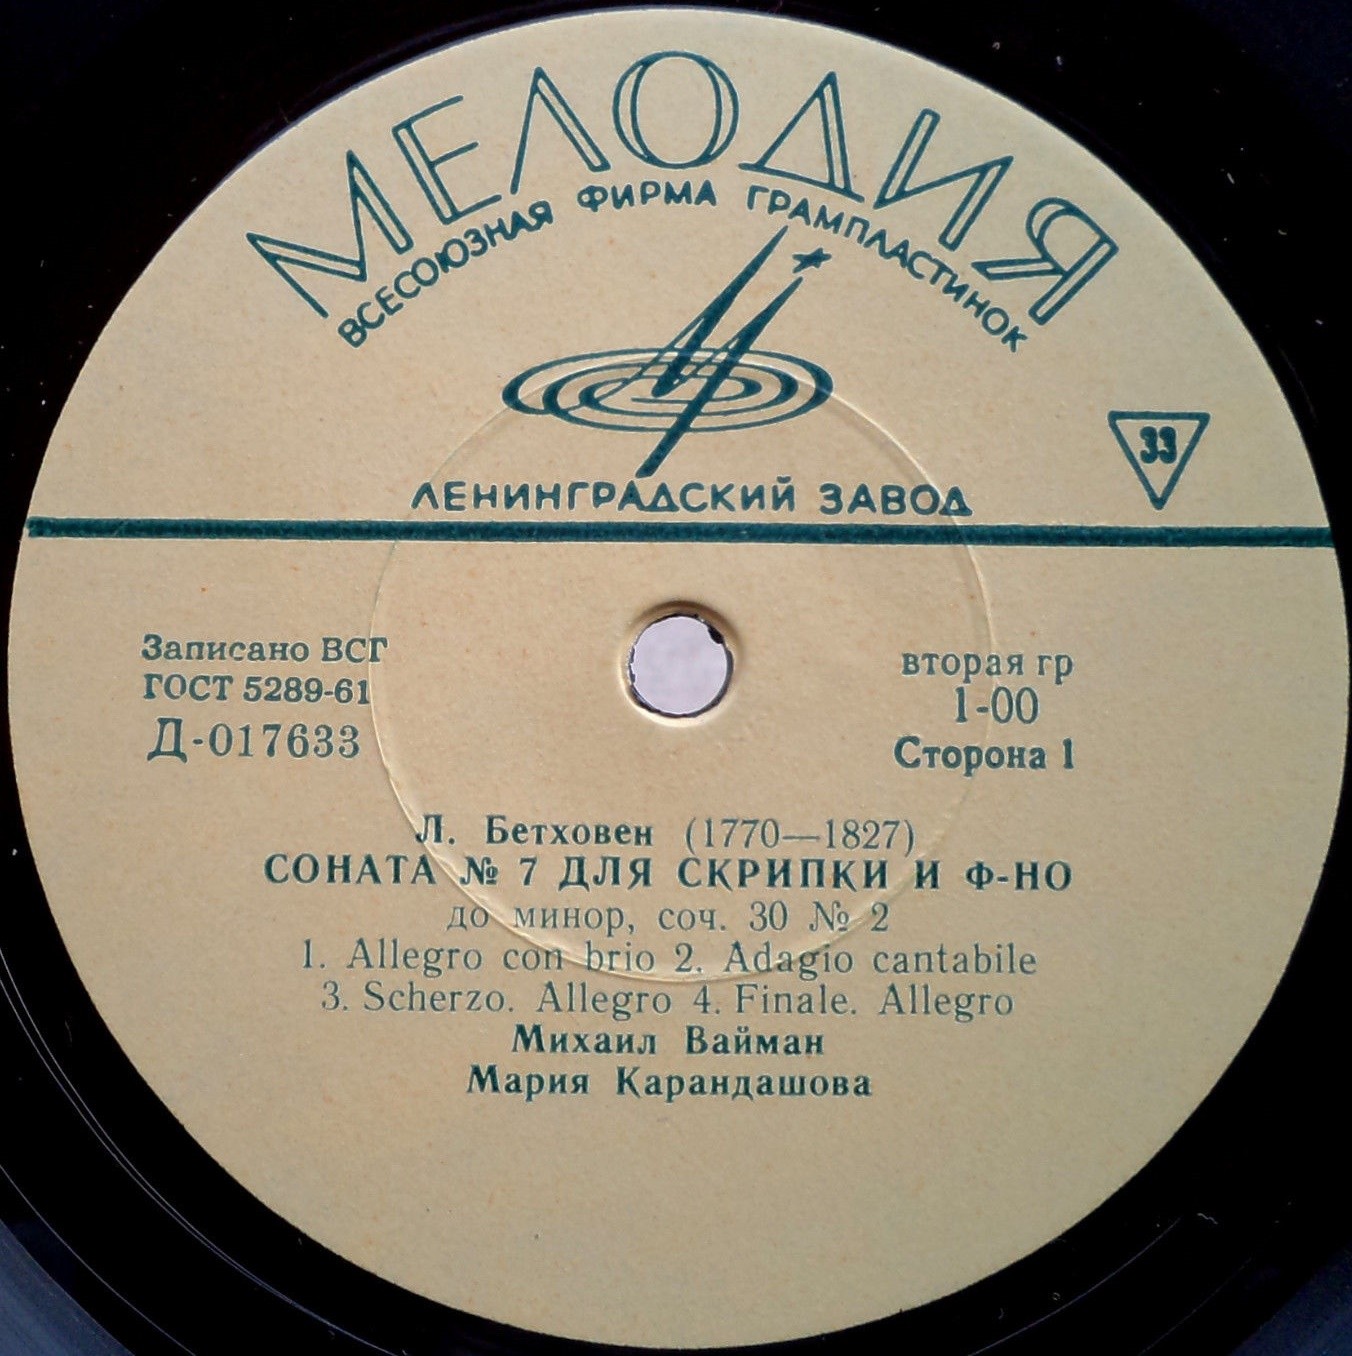 МЕЛОДИЯ
ВСЕСОЮЗНАЯ ФИРМА ГРАМПЛАСТИНОК
33
ЛЕНИНГРАДСКИЙ ЗАВОД
Записано ВСГ
ГОСТ 5289-61
Д-017633
вторая гр
1-00
Сторона 1
Л. Бетховен (1770—1827)
СОНАТА № 7 ДЛЯ СКРИПКИ И Ф-НО
до минор, соч. 30 № 2
1. Allegro con brio 2. Adagio cantabile
3. Scherzo. Allegro 4. Finale. Allegro
Михаил Вайман
Мария Карандашова